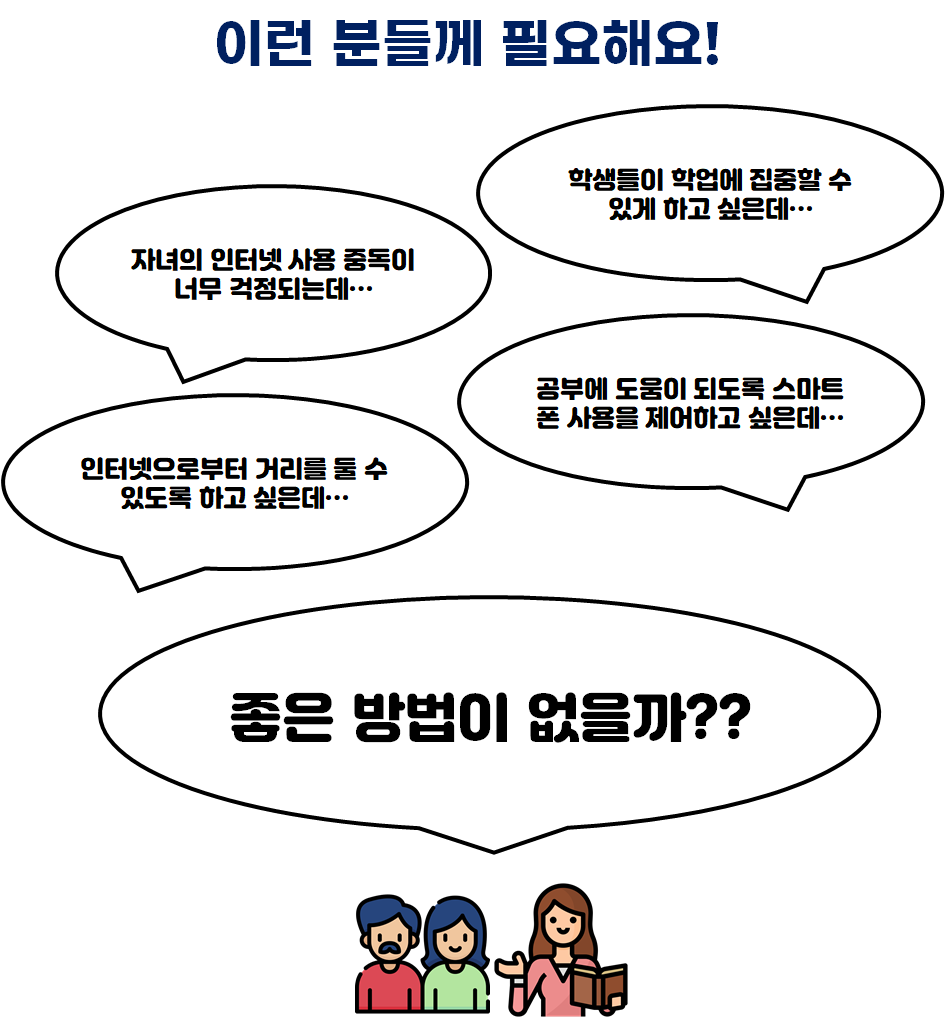 이런 분들께 필요해요!
학생들이 학업에 집중할 수
있게 하고 싶은데…
자녀의 인터넷 사용 중독이
너무 걱정되는데…
공부에 도움이 되도록 스마트
폰 사용을 제어하고 싶은데…
인터넷으로부터 거리를 둘 수
있도록 하고 싶은데…
좋은 방법이 없을까??